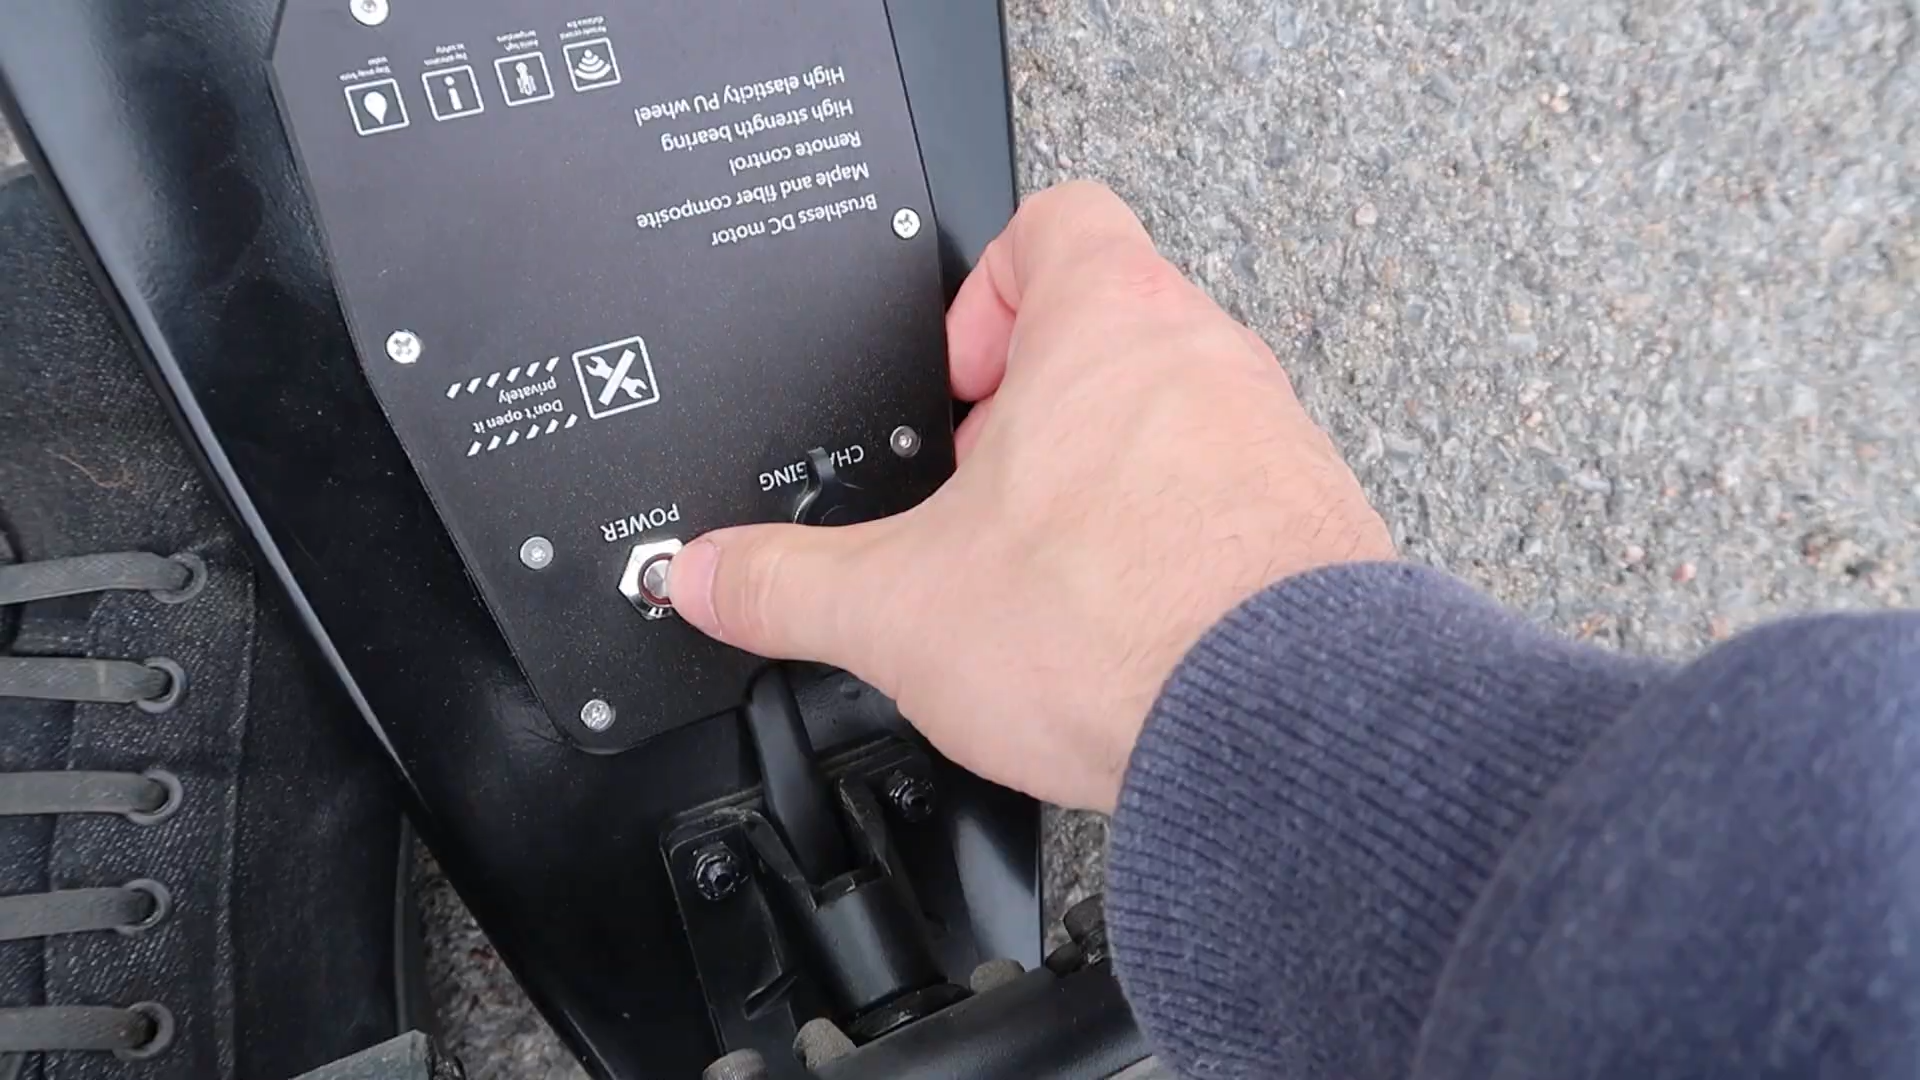 POWER
CHA GING
Don't open it
privately
Brushless DC motor
Maple and fiber composite
Remote control
High strength bearing
High elasticity PU wheel